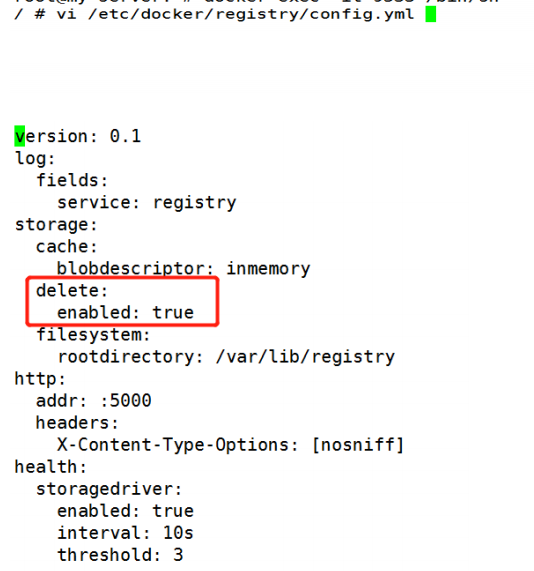 / # vi /etc/docker/registry/config.yml
version: 0.1
log:
  fields:
    service: registry
storage:
  cache:
    blobdescriptor: inmemory
  delete:
    enabled: true
  filesystem:
    rootdirectory: /var/lib/registry
http:
  addr: :5000
  headers:
    X-Content-Type-Options: [nosniff]
health:
  storagedriver:
    enabled: true
    interval: 10s
    threshold: 3